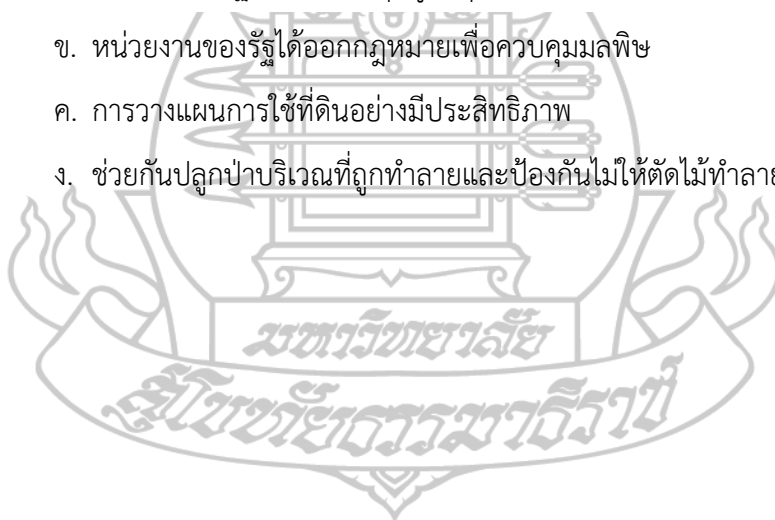 ข. หน่วยงานของรัฐได้ออกกฎหมายเพื่อควบคุมมลพิษ
ค. การวางแผนการใช้ที่ดินอย่างมีประสิทธิภาพ
ง. ช่วยกันปลูกป่าบริเวณที่ถูกทำลายและป้องกันไม่ให้ตัดไม้ทำลาย
มหาวิทยาลัย
สุโขทัยธรรมาธิราช